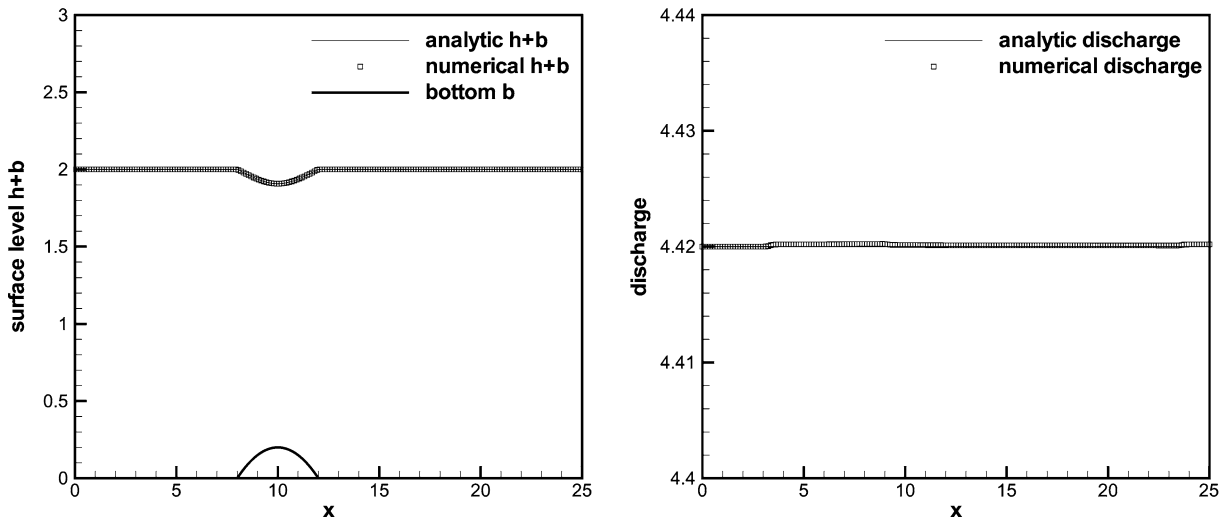 3
2.5
2
1.5
1
0.5
0
surface level h+b
analytic h+b
numerical h+b
bottom b
0
5
10
15
20
25
x
4.44
4.43
4.42
4.41
4.4
discharge
analytic discharge
numerical discharge
0
5
10
15
20
25
x